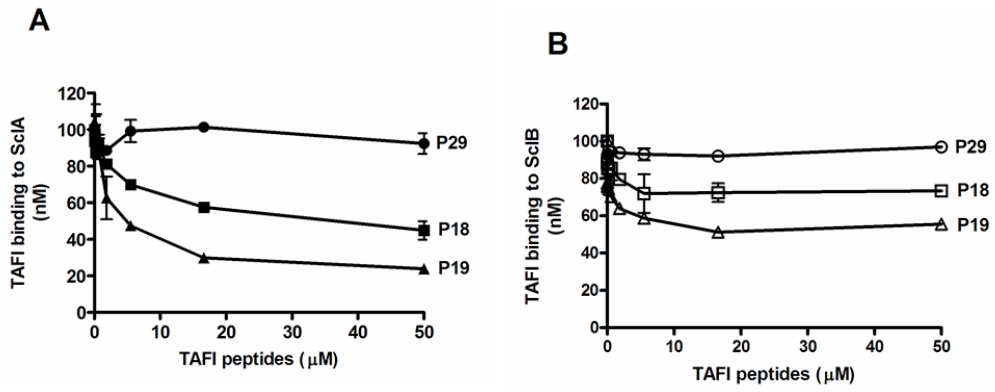 A
TAFI binding to SclA
(nM)
120
100
80
60
40
20
0
P29
P18
P19
0 10 20 30 40 50
TAFI peptides (μM)
B
TAFI binding to SclB
(nM)
120
100
80
60
40
20
0
P29
P18
P19
0 10 20 30 40 50
TAFI peptides (μM)